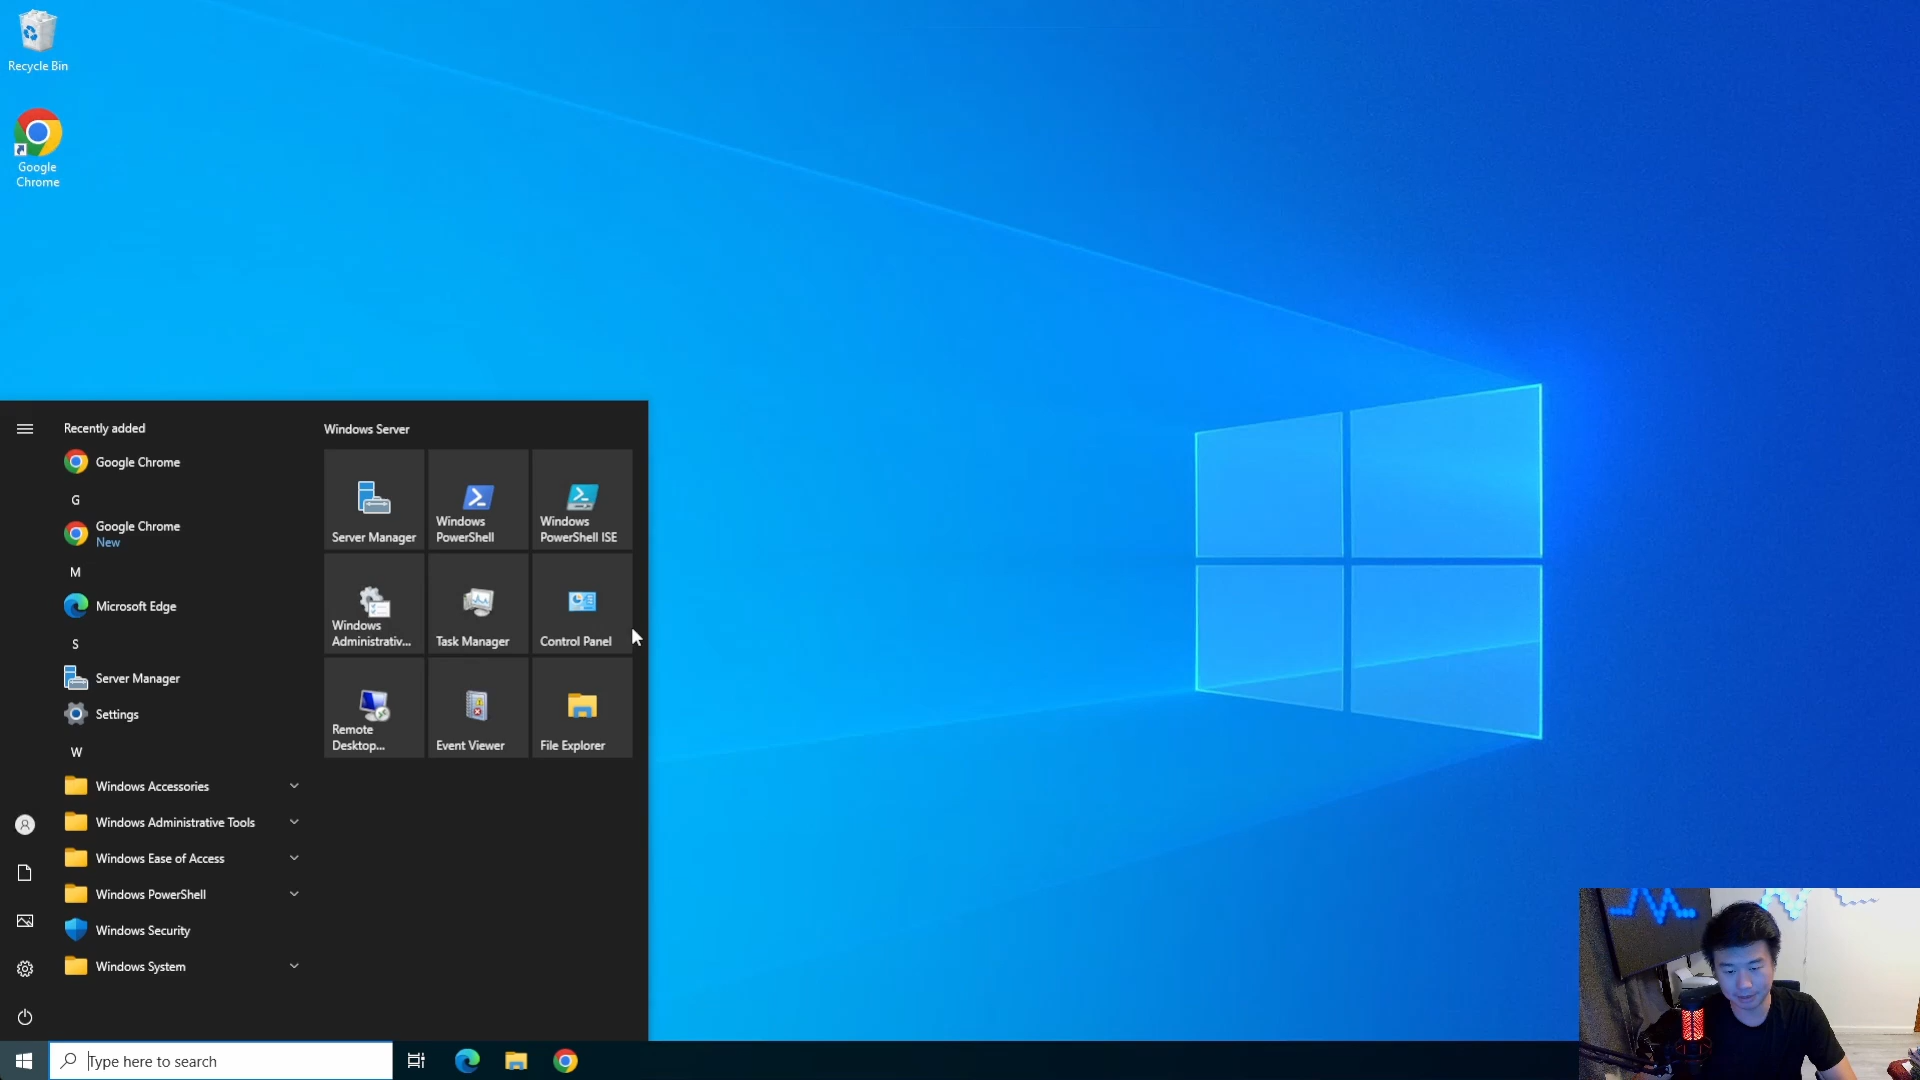 Recycle Bin
Google
Chrome
Recently added
Google Chrome
G
Google Chrome
New
M
Microsoft Edge
S
Server Manager
Settings
W
Windows Accessories
Windows Administrative Tools
Windows Ease of Access
Windows PowerShell
Windows Security
Windows System
Windows Server
Server Manager
Windows
PowerShell
Windows
PowerShell ISE
Windows
Administrativ...
Task Manager
Control Panel
Remote
Desktop...
Event Viewer
File Explorer
Type here to search